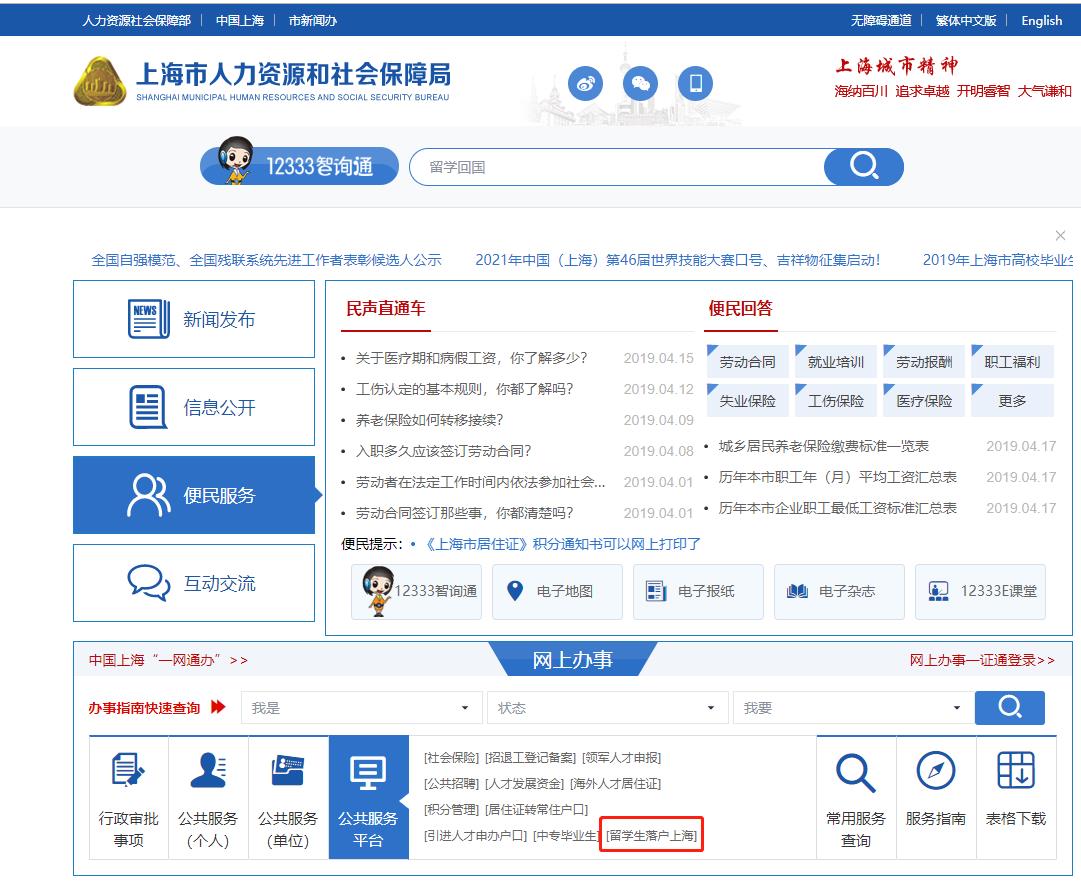 人力资源社会保障部 中国上海 市新闻办 无障碍通道 繁体中文版 English
上海市人力资源和社会保障局
SHANGHAI MUNICIPAL HUMAN RESOURCES AND SOCIAL SECURITY BUREAU
上海城市精神
海纳百川 追求卓越 开明睿智 大气谦和
12333智询通 留学回国
全国自强模范、全国残联系统先进工作者表彰候选人公示 2021年中国（上海）第46届世界技能大赛口号、吉祥物征集启动！ 2019年上海市高校毕业生
新闻发布
信息公开
便民服务
互动交流
民声直通车
关于医疗期和病假工资，你了解多少？ 2019.04.15
工伤认定的基本规则，你都了解吗？ 2019.04.12
养老保险如何转移接续？ 2019.04.09
入职多久应该签订劳动合同？ 2019.04.08
劳动者在法定工作时间内依法参加社会... 2019.04.01
劳动合同签订那些事，你都清楚吗？ 2019.04.01
便民回答
劳动合同 就业培训 劳动报酬 职工福利
失业保险 工伤保险 医疗保险 更多
城乡居民养老保险缴费标准一览表 2019.04.17
历年本市职工年（月）平均工资汇总表 2019.04.17
历年本市企业职工最低工资标准汇总表 2019.04.17
便民提示：• 《上海市居住证》积分通知书可以网上打印了
12333智询通 电子地图 电子报纸 电子杂志 12333E课堂
中国上海“一网通办”>> 网上办事 网上办事一证通登录>>
办事指南快速查询 我是 状态 我要
行政审批
事项
公共服务
（个人）
公共服务
（单位）
公共服务
平台
[社会保险] [招退工登记备案] [领军人才申报]
[公共招聘] [人才发展资金] [海外人才居住证]
[积分管理] [居住证转常住户口]
[引进人才申办户口] [中专毕业生] [留学生落户上海]
常用服务
查询
服务指南
表格下载